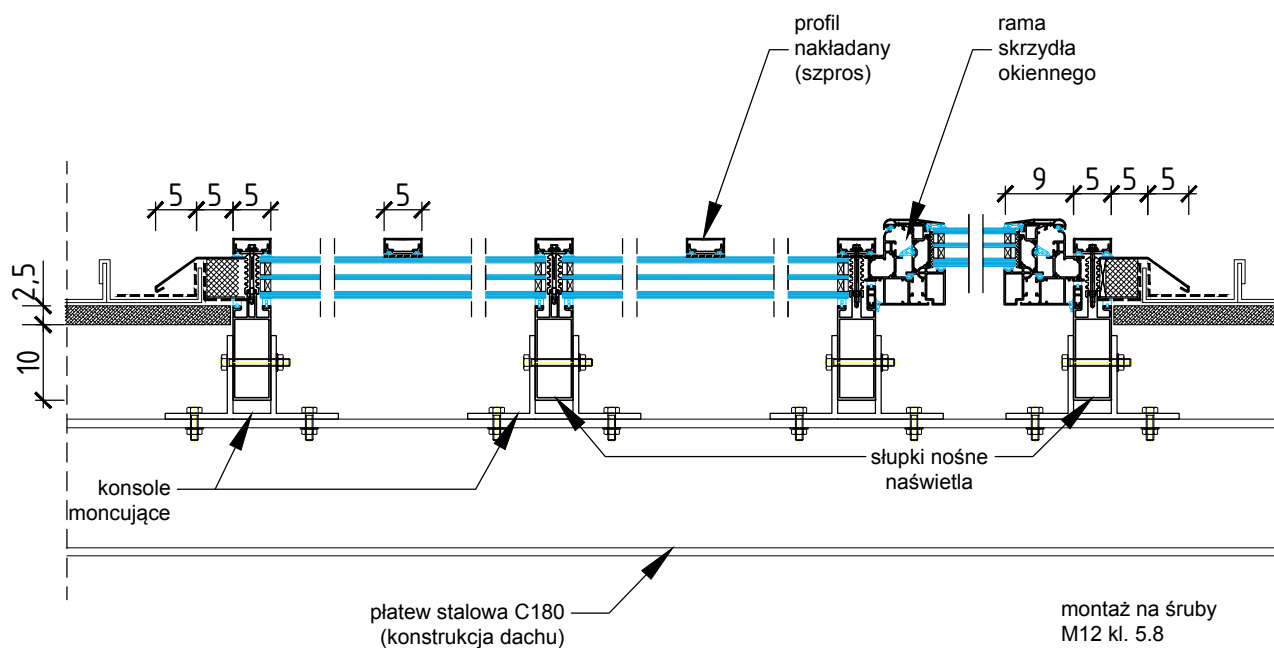 profil
nakładany
(szpros)
rama
skrzydła
okiennego
5 5 5
5
9 5 5 5
2,5
10
konsole
moncujące
słupki nośne
naświetla
płatew stalowa C180
(konstrukcja dachu)
montaż na śruby
M12 kl. 5.8